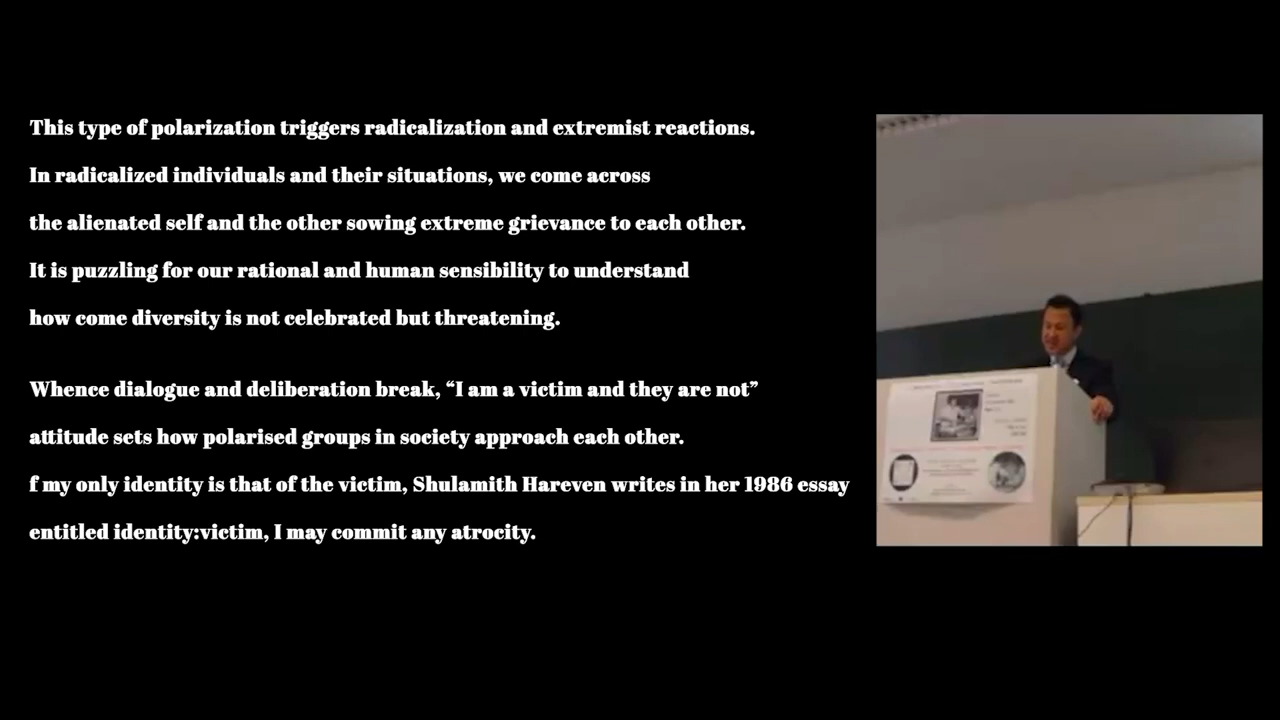 This type of polarization triggers radicalization and extremist reactions.
In radicalized individuals and their situations, we come across
the alienated self and the other sowing extreme grievance to each other.
It is puzzling for our rational and human sensibility to understand
how come diversity is not celebrated but threatening.
Whence dialogue and deliberation break, “I am a victim and they are not”
attitude sets how polarised groups in society approach each other.
f my only identity is that of the victim, Shulamith Hareven writes in her 1986 essay
entitled identity:victim, I may commit any atrocity.